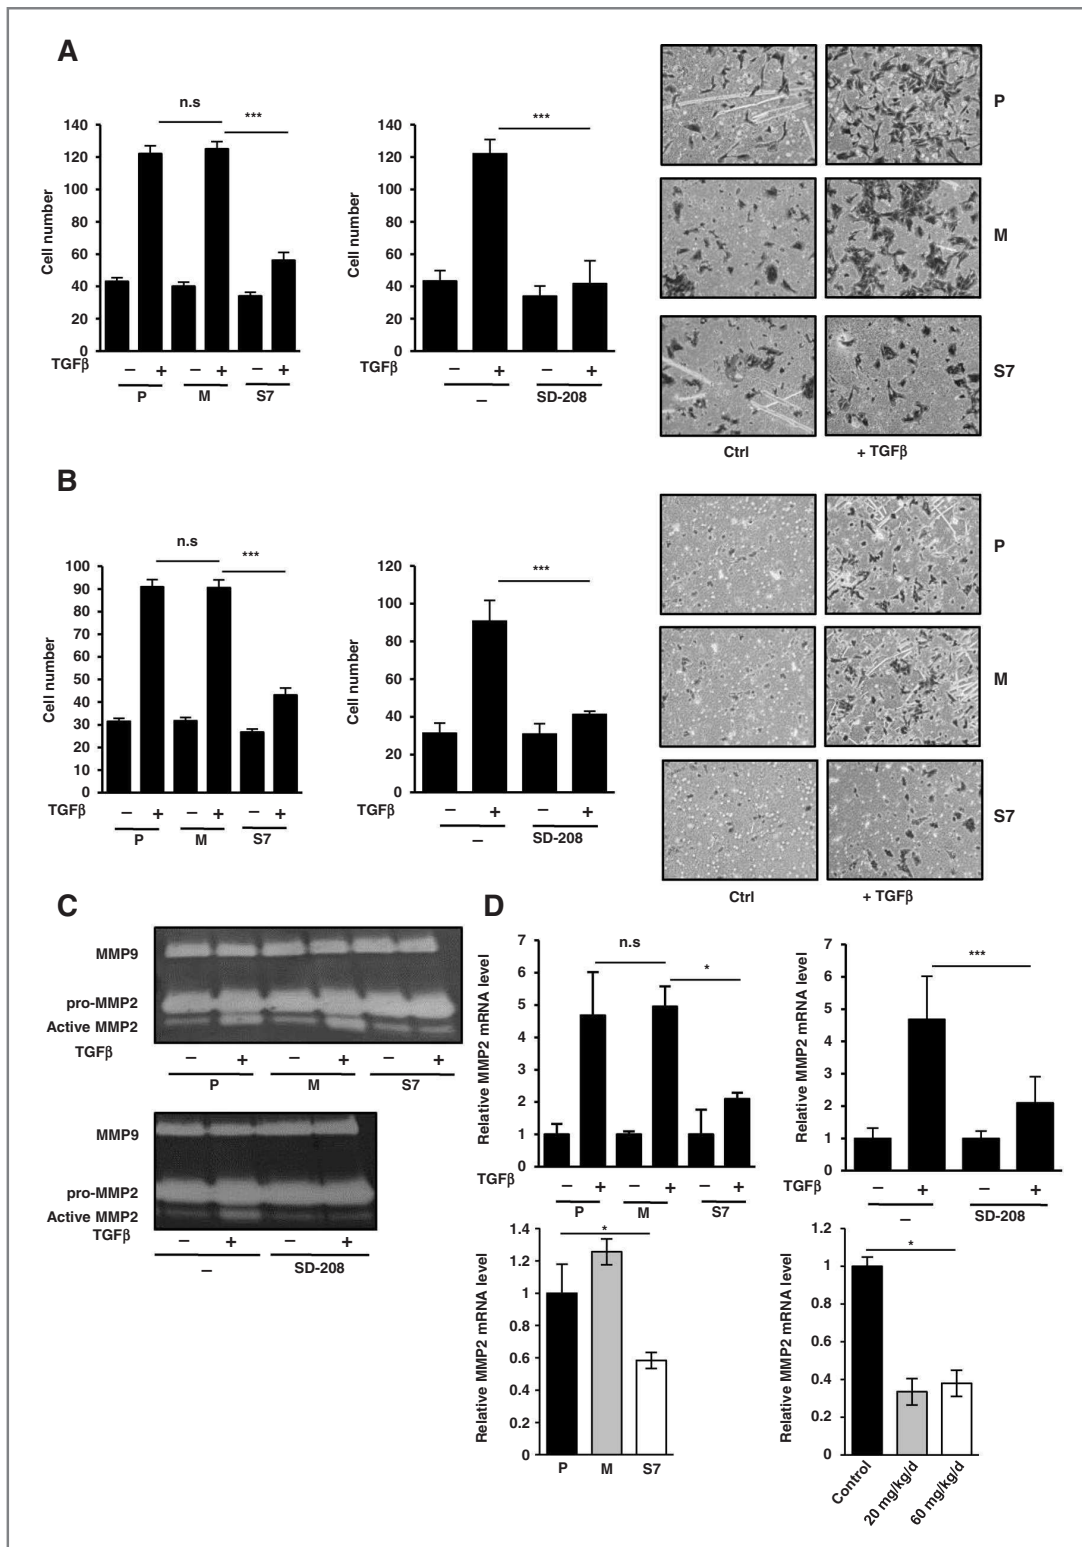 A
n.s
***
140
120
100
80
60
40
20
0
Cell number
TGFβ
– + – + – +
P M S7
***
140
120
100
80
60
40
20
0
Cell number
TGFβ
– + – +
– SD-208
P
M
S7
Ctrl + TGFβ
B
n.s
***
100
90
80
70
60
50
40
30
20
10
0
Cell number
TGFβ
– + – + – +
P M S7
***
120
100
80
60
40
20
0
Cell number
TGFβ
– + – +
– SD-208
P
M
S7
Ctrl + TGFβ
C
MMP9
pro-MMP2
Active MMP2
TGFβ
– + – + – +
P M S7
MMP9
pro-MMP2
Active MMP2
TGFβ
– + – +
– SD-208
D
n.s
*
7
6
5
4
3
2
1
0
Relative MMP2 mRNA level
TGFβ
– + – + – +
P M S7
***
8
7
6
5
4
3
2
1
0
Relative MMP2 mRNA level
TGFβ
– + – +
– SD-208
*
1.4
1.2
1
0.8
0.6
0.4
0.2
0
Relative MMP2 mRNA level
P M S7
*
1.2
1
0.8
0.6
0.4
0.2
0
Relative MMP2 mRNA level
Control
20 mg/kg/d
60 mg/kg/d